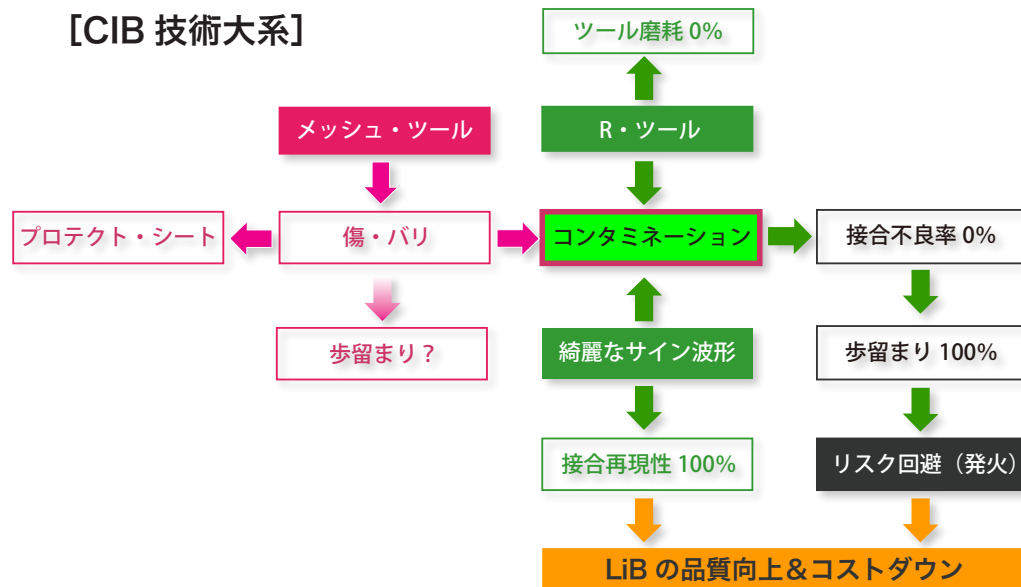 [CIB 技術大系]
ツール磨耗 0%
メッシュ・ツール
R・ツール
プロテクト・シート
傷・バリ
コンタミネーション
接合不良率 0%
歩留まり？
綺麗なサイン波形
歩留まり 100%
接合再現性 100%
リスク回避（発火）
LiB の品質向上＆コストダウン